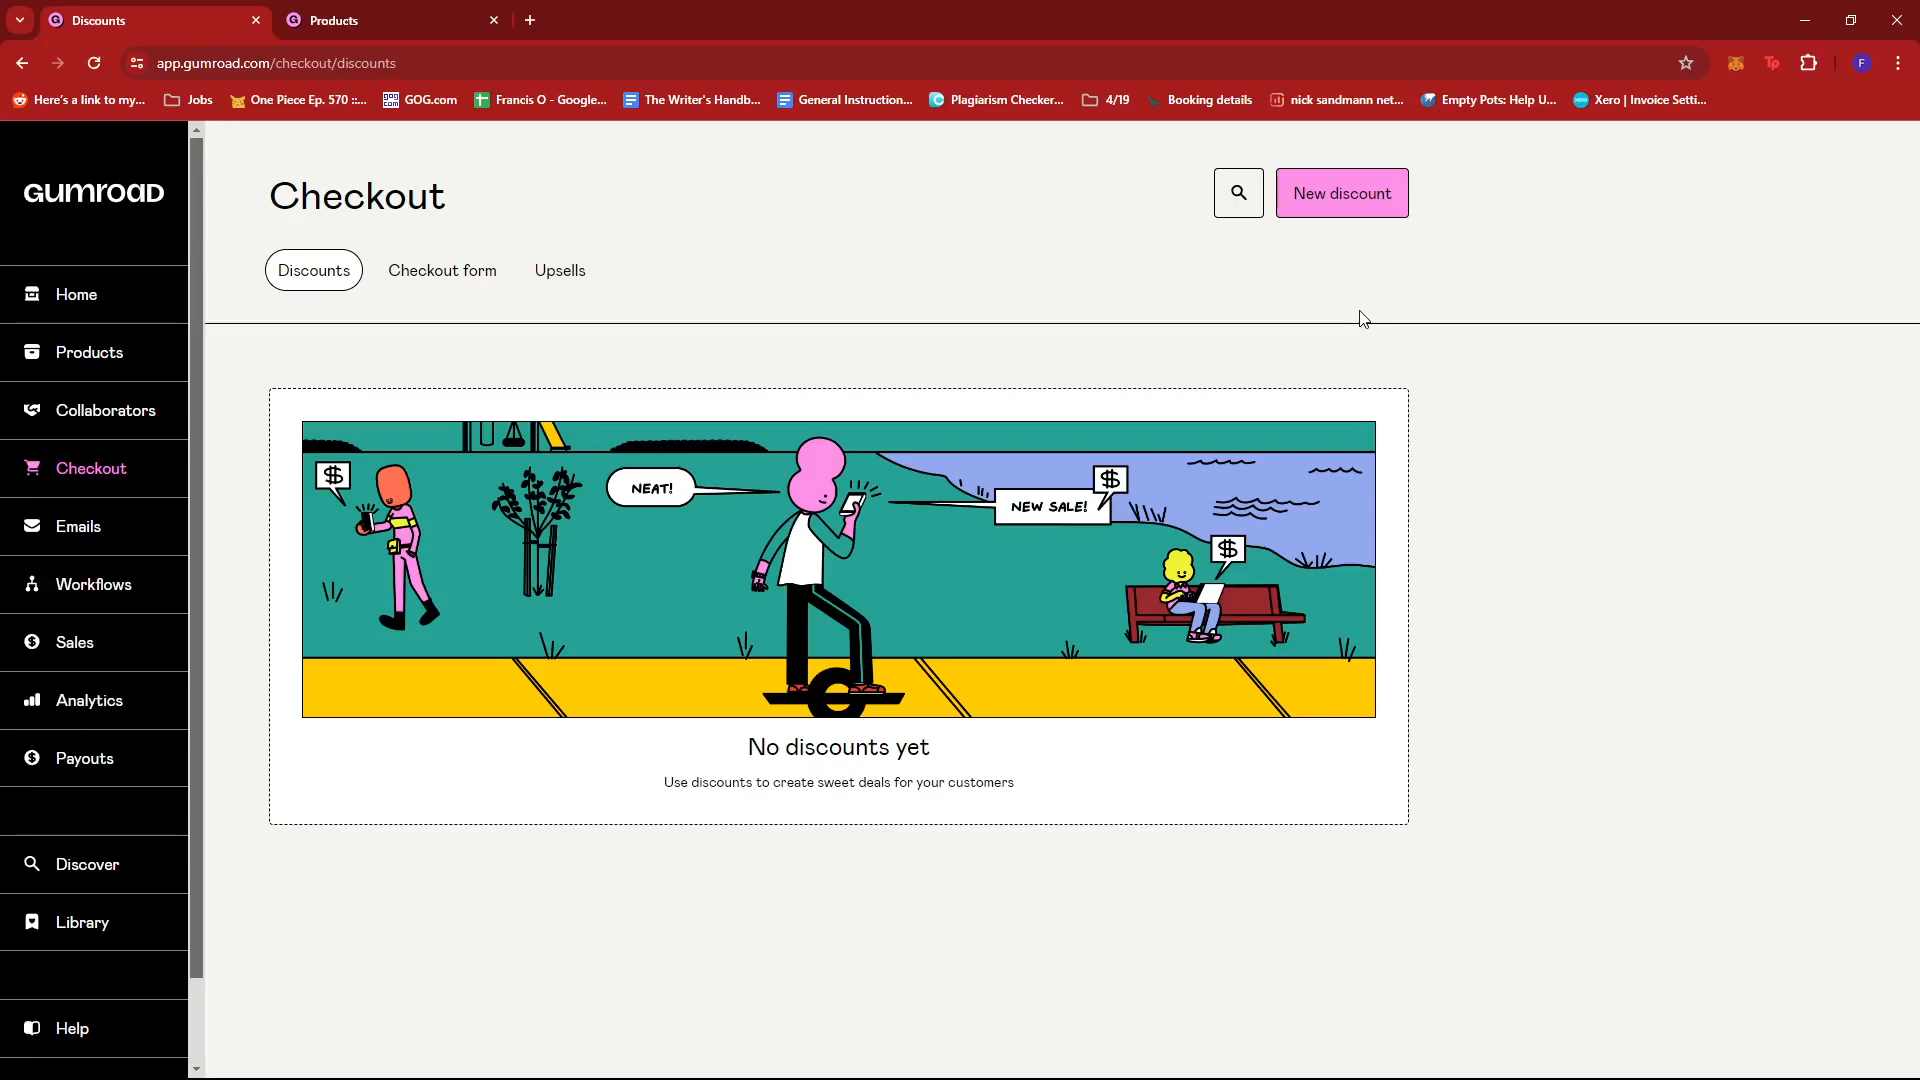 Discounts
Products
app.gumroad.com/checkout/discounts
Here's a link to my...
Jobs
One Piece Ep. 570 ::...
GOG.com
Francis O - Google...
The Writer's Handb...
General Instruction...
Plagiarism Checker...
4/19
Booking details
nick sandmann net...
Empty Pots: Help U...
Xero | Invoice Setti...
GUMROAD
Home
Products
Collaborators
Checkout
Emails
Workflows
Sales
Analytics
Payouts
Discover
Library
Help
Checkout
New discount
Discounts
Checkout form
Upsells
$
NEAT!
NEW SALE!
$
$
No discounts yet
Use discounts to create sweet deals for your customers